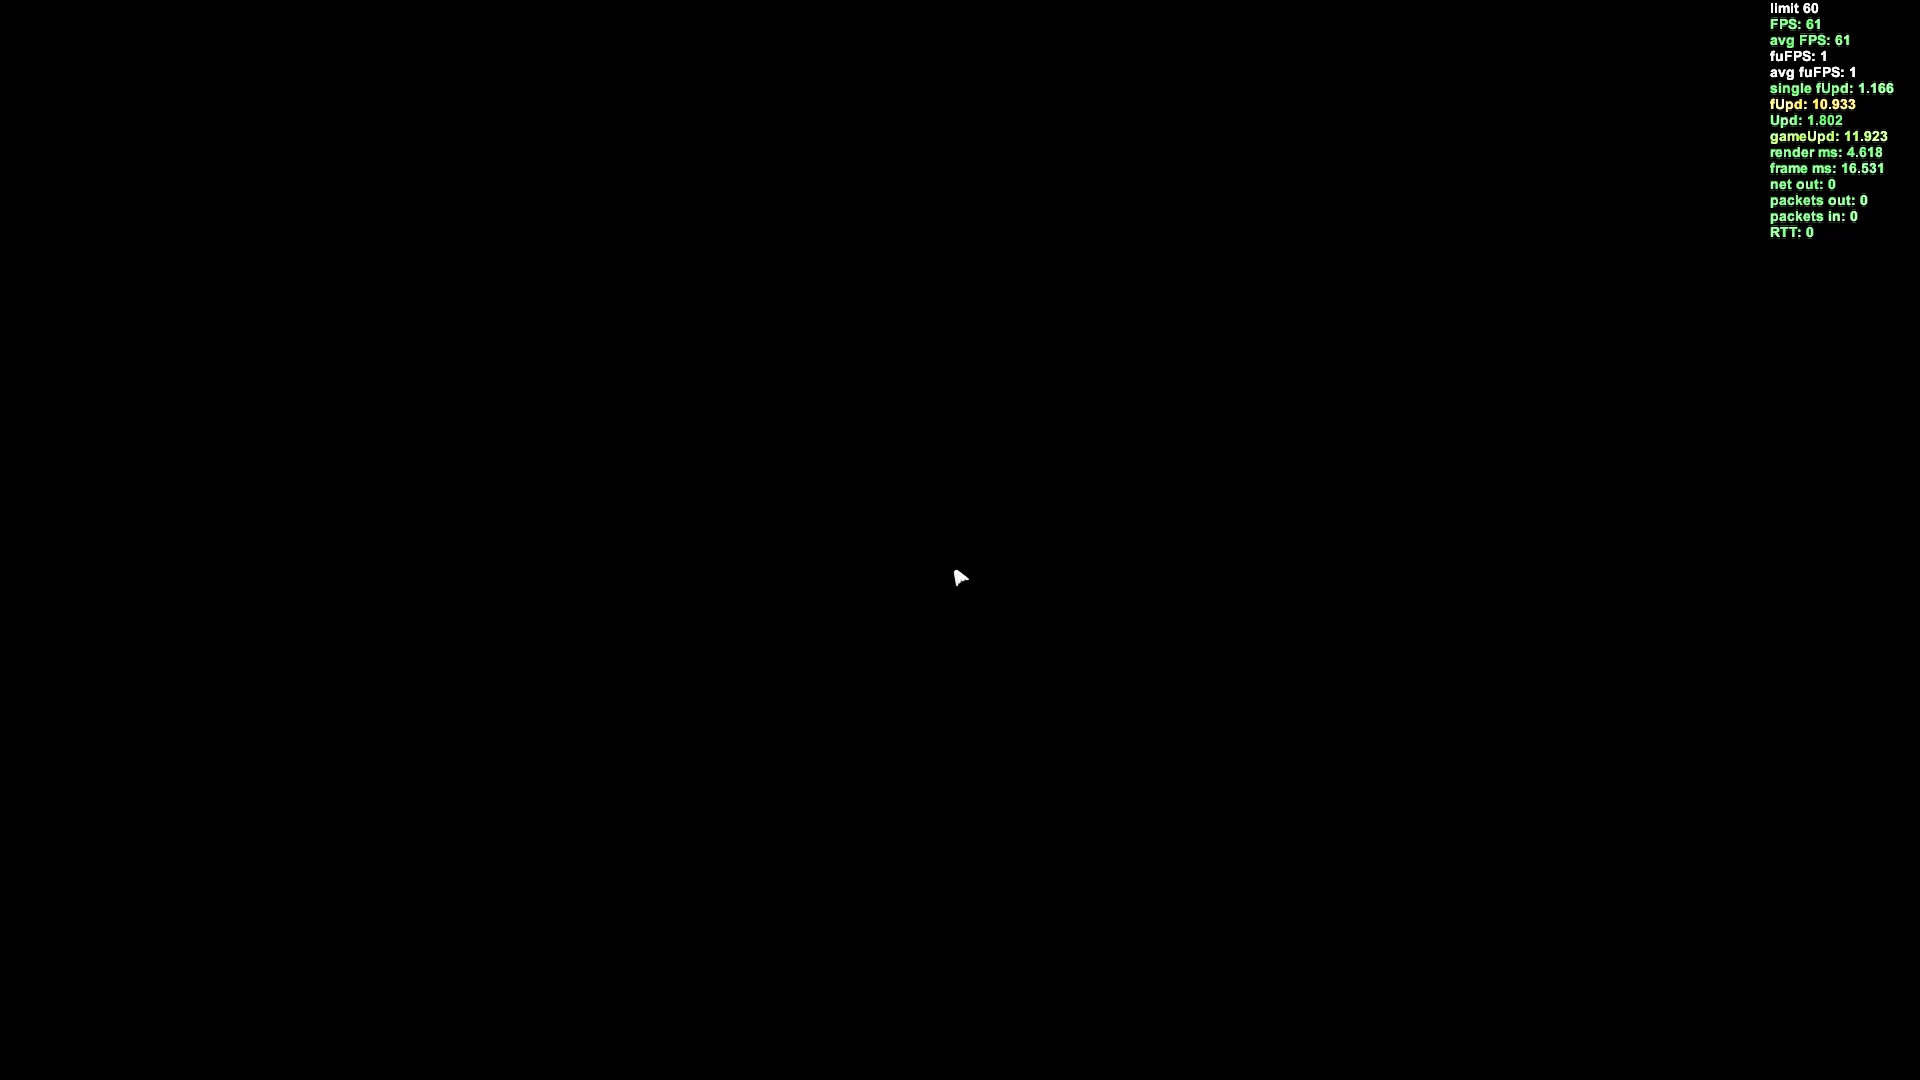 limit 60
FPS: 61
avg FPS: 61
fuFPS: 1
avg fuFPS: 1
single fUpd: 1.166
fUpd: 10.933
Upd: 1.802
gameUpd: 11.923
render ms: 4.618
frame ms: 16.531
net out: 0
packets out: 0
packets in: 0
RTT: 0